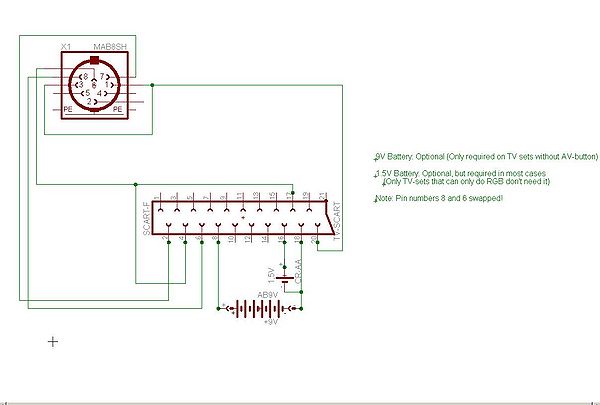 X1 MAB8SH
8 7
6
3 1
5 4
2
PE PE
9V Battery: Optional (Only required on TV sets without AV-button)
1.5V Battery: Optional, but required in most cases
(Only TV-sets that can only do RGB don't need it)
Note: Pin numbers 8 and 6 swapped!
1 3 5 7 9 11 13 15 17 19 21
SCART-F
TV-SCART
2 4 6 8 10 12 14 16 18 20
1.5V
CR-AA
AB9V
+9V